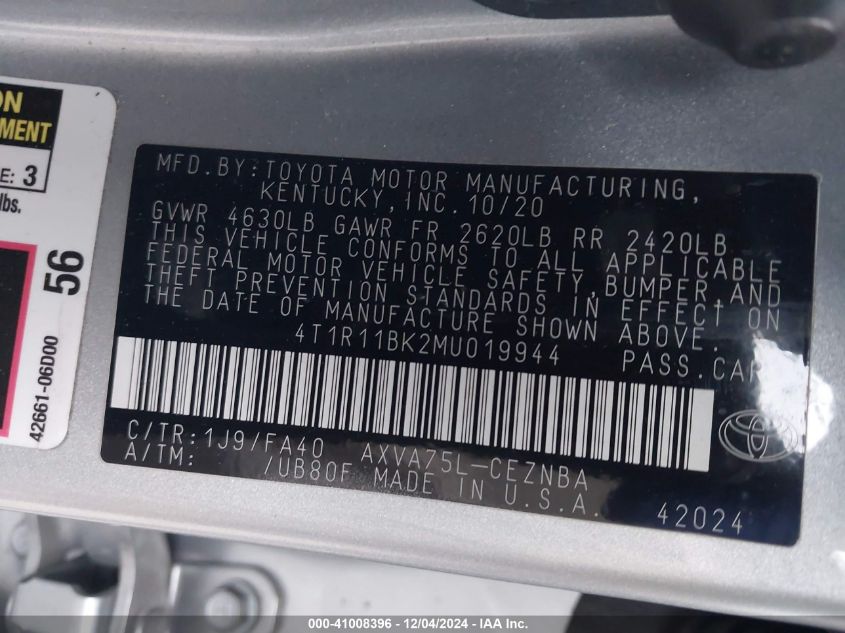 MFD.BY:TOYOTA MOTOR MANUFACTURING,
KENTUCKY,INC.10/20
GVWR 4630LB GAWR FR 2620LB RR 2420LB
THIS VEHICLE CONFORMS TO ALL APPLICABLE
FEDERAL MOTOR VEHICLE SAFETY,BUMPER,AND
THEFT PREVENTION STANDARDS IN EFFECT ON
THE DATE OF MANUFACTURE SHOWN ABOVE.
4T1R11BK2MU019944 PASS.CAR
C/TR:1J9/FA40 AXVA75L-CEZNBA
A/TM: /UB80F MADE IN U.S.A.
42024
ON
EMENT
E: 3
lbs.
56
42661-06D00
000-41008396 - 12/04/2024 - IAA Inc.